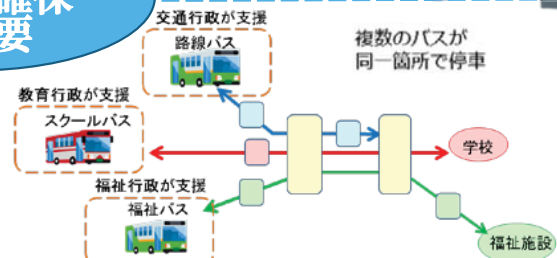 確保
要
交通行政が支援
路線バス
複数のバスが
同一箇所で停車
教育行政が支援
スクールバス
学校
福祉行政が支援
福祉バス
福祉施設